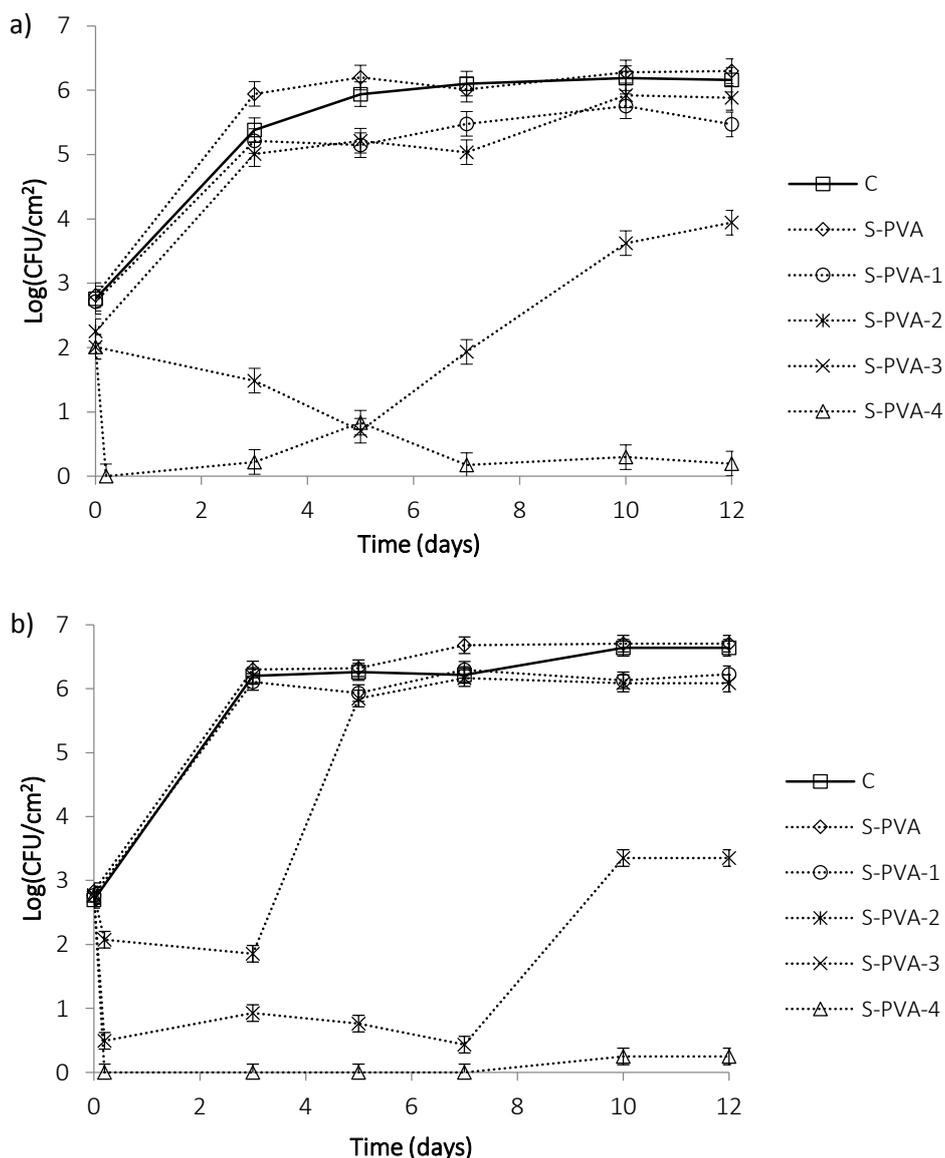 a)
7
6
5
4
3
2
1
0
Log(CFU/cm²)
0 2 4 6 8 10 12
Time (days)
C
S-PVA
S-PVA-1
S-PVA-2
S-PVA-3
S-PVA-4
b)
7
6
5
4
3
2
1
0
Log(CFU/cm²)
0 2 4 6 8 10 12
Time (days)
C
S-PVA
S-PVA-1
S-PVA-2
S-PVA-3
S-PVA-4